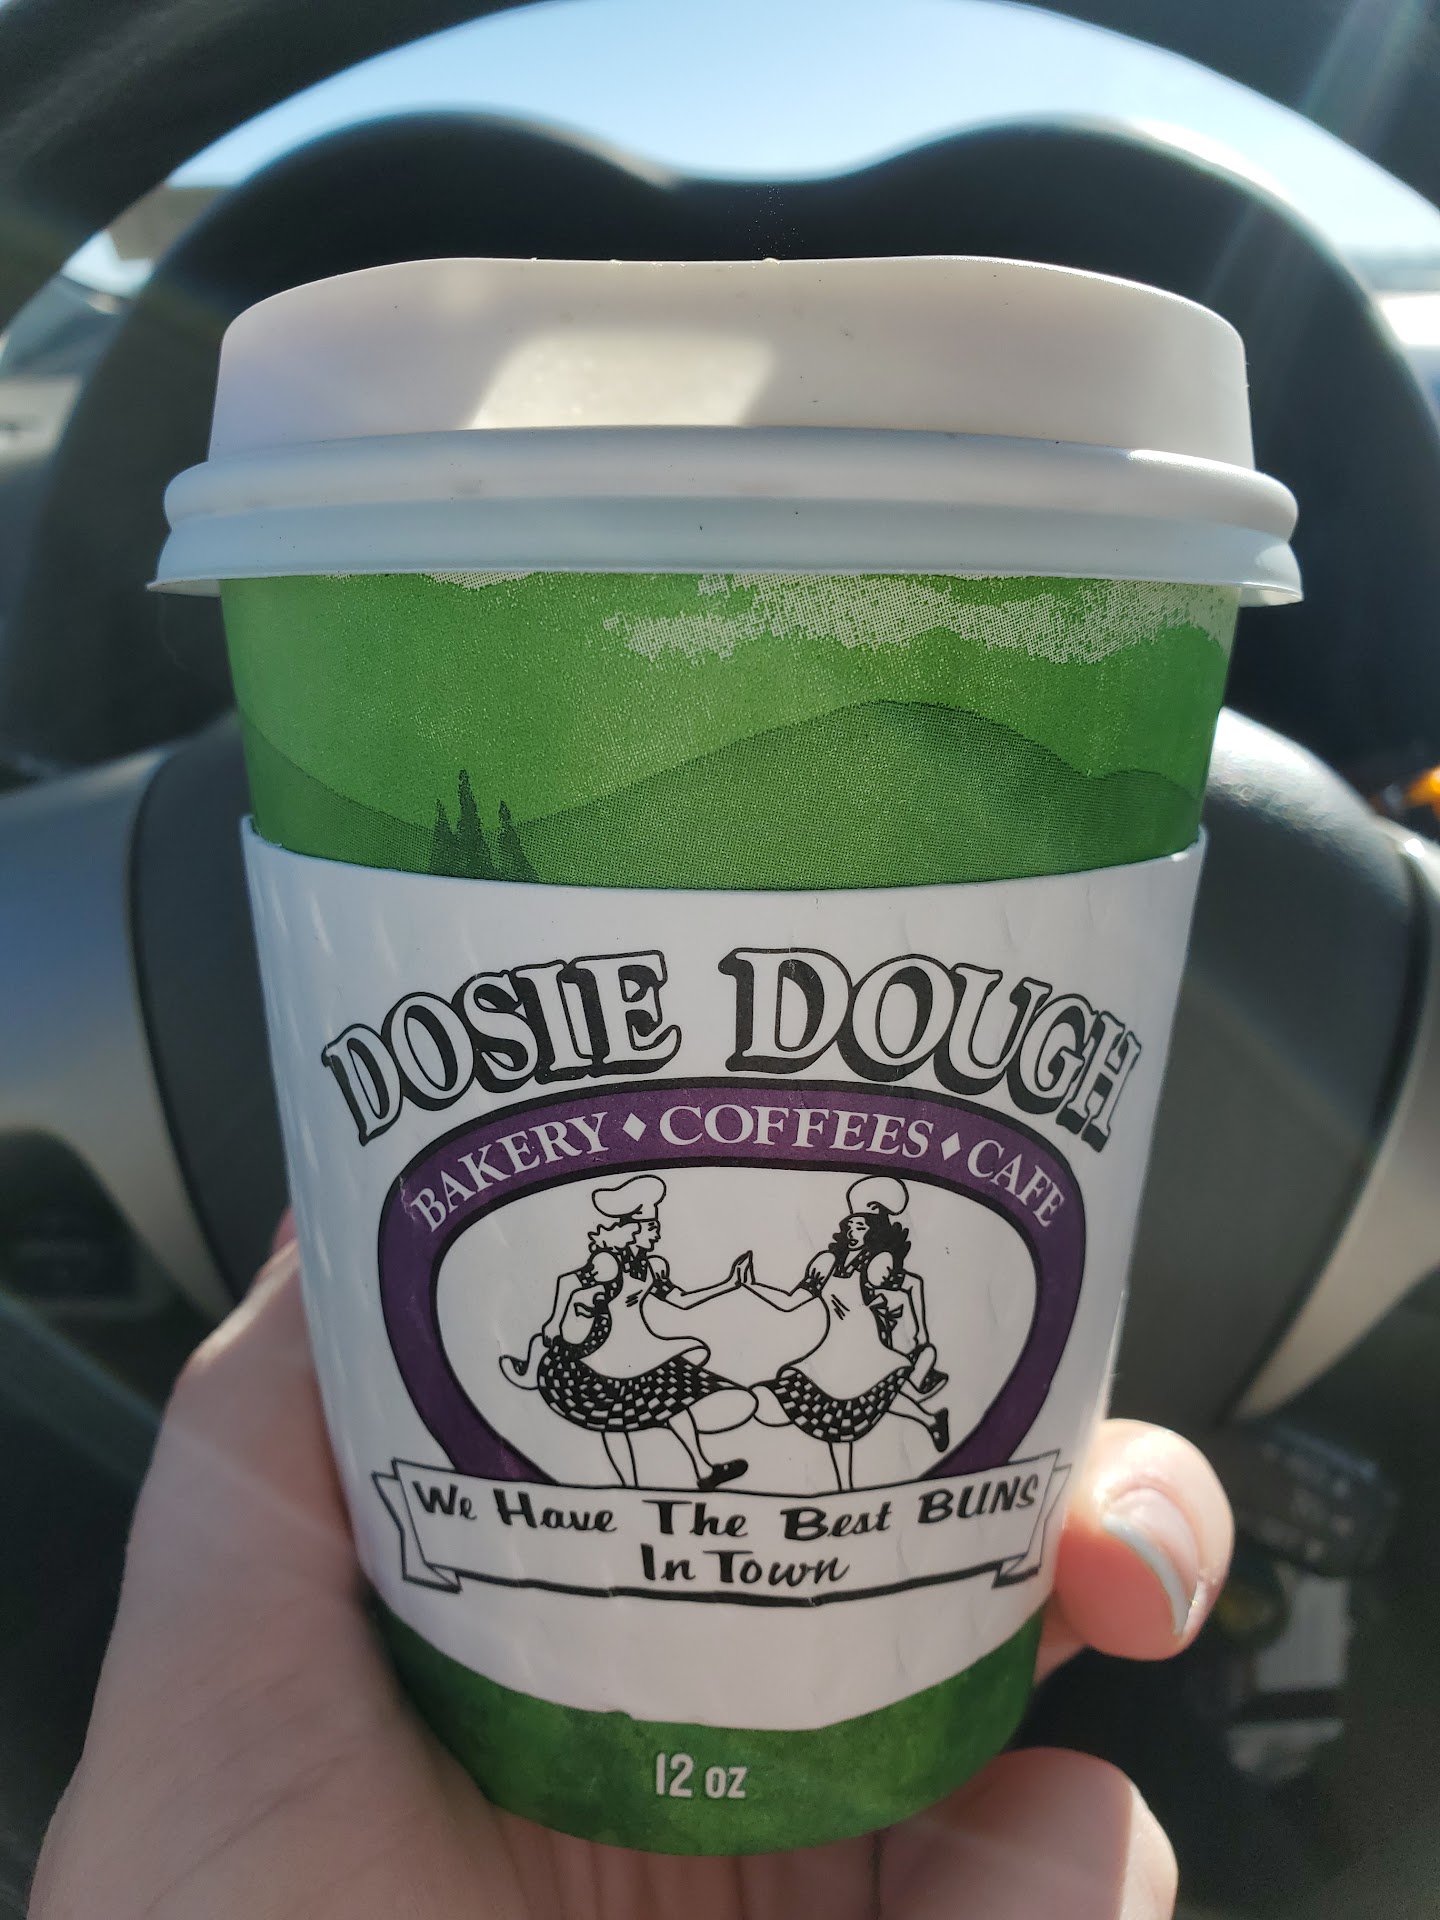 DOSIE DOUGH
BAKERY ♦ COFFEES ♦ CAFE
We Have The Best BUNS
In Town
12 oz